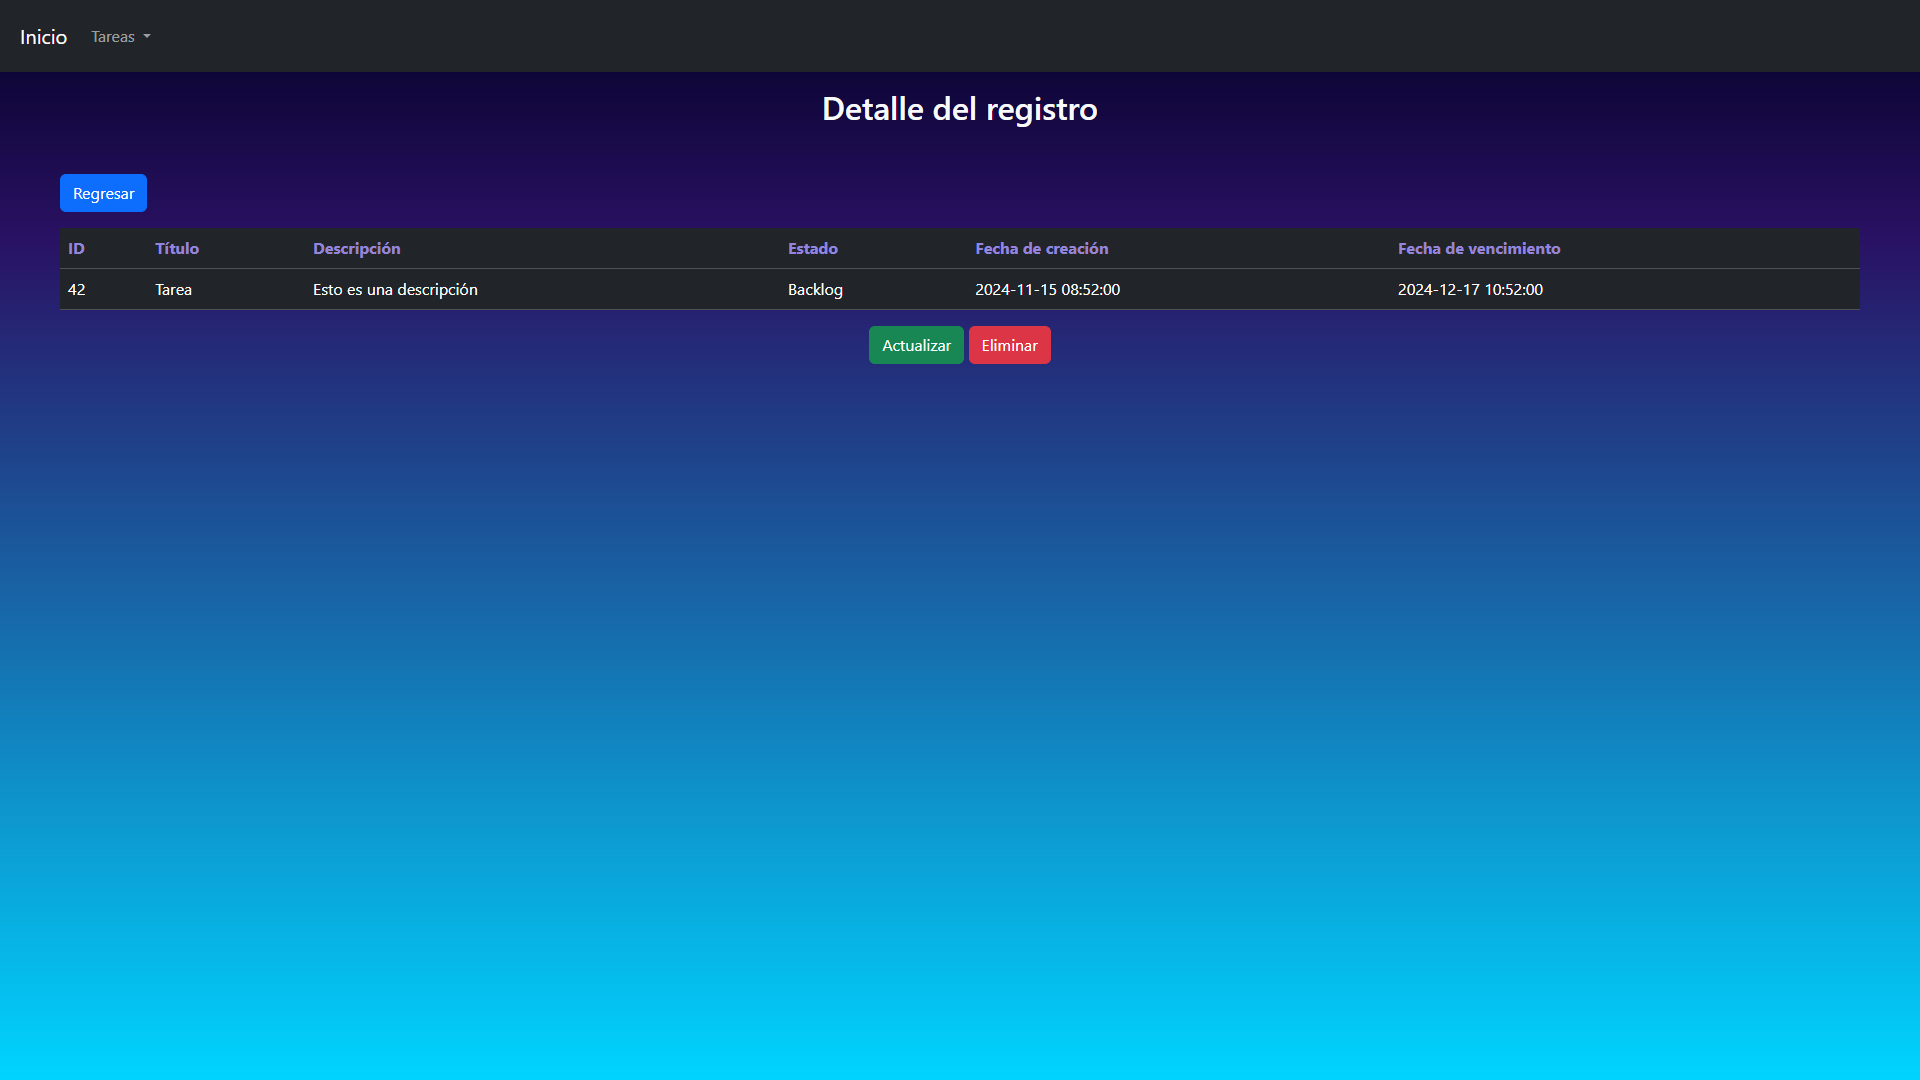 Inicio Tareas
Detalle del registro
Regresar
ID Título Descripción Estado Fecha de creación Fecha de vencimiento
42 Tarea Esto es una descripción Backlog 2024-11-15 08:52:00 2024-12-17 10:52:00
Actualizar Eliminar